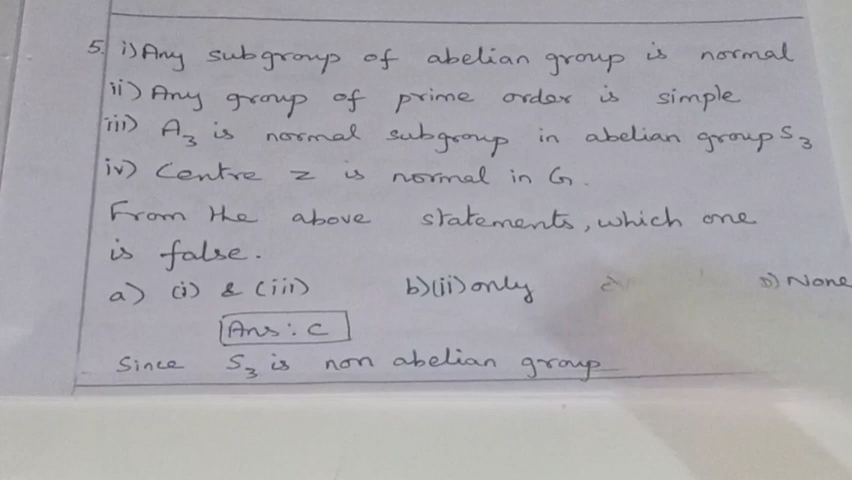 5. i) Any subgroup of abelian group is normal
ii) Any group of prime order is simple
iii) A₃ is normal subgroup in abelian group S₃
iv) Centre z is normal in G.
From the above statements, which one
is false.
a) (i) & (iii) b) (ii) only c) D) None
Ans: C
Since S₃ is non abelian group